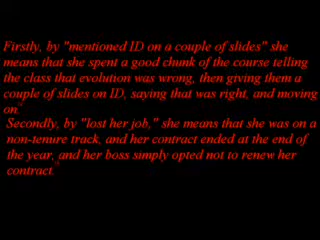 Firstly, by "mentioned ID on a couple of slides" she
means that she spent a good chunk of the course telling
the class that evolution was wrong, then giving them a
couple of slides on ID, saying that was right, and moving
on.
Secondly, by "lost her job," she means that she was on a
non-tenure track, and her contract ended at the end of
the year, and her boss simply opted not to renew her
contract.